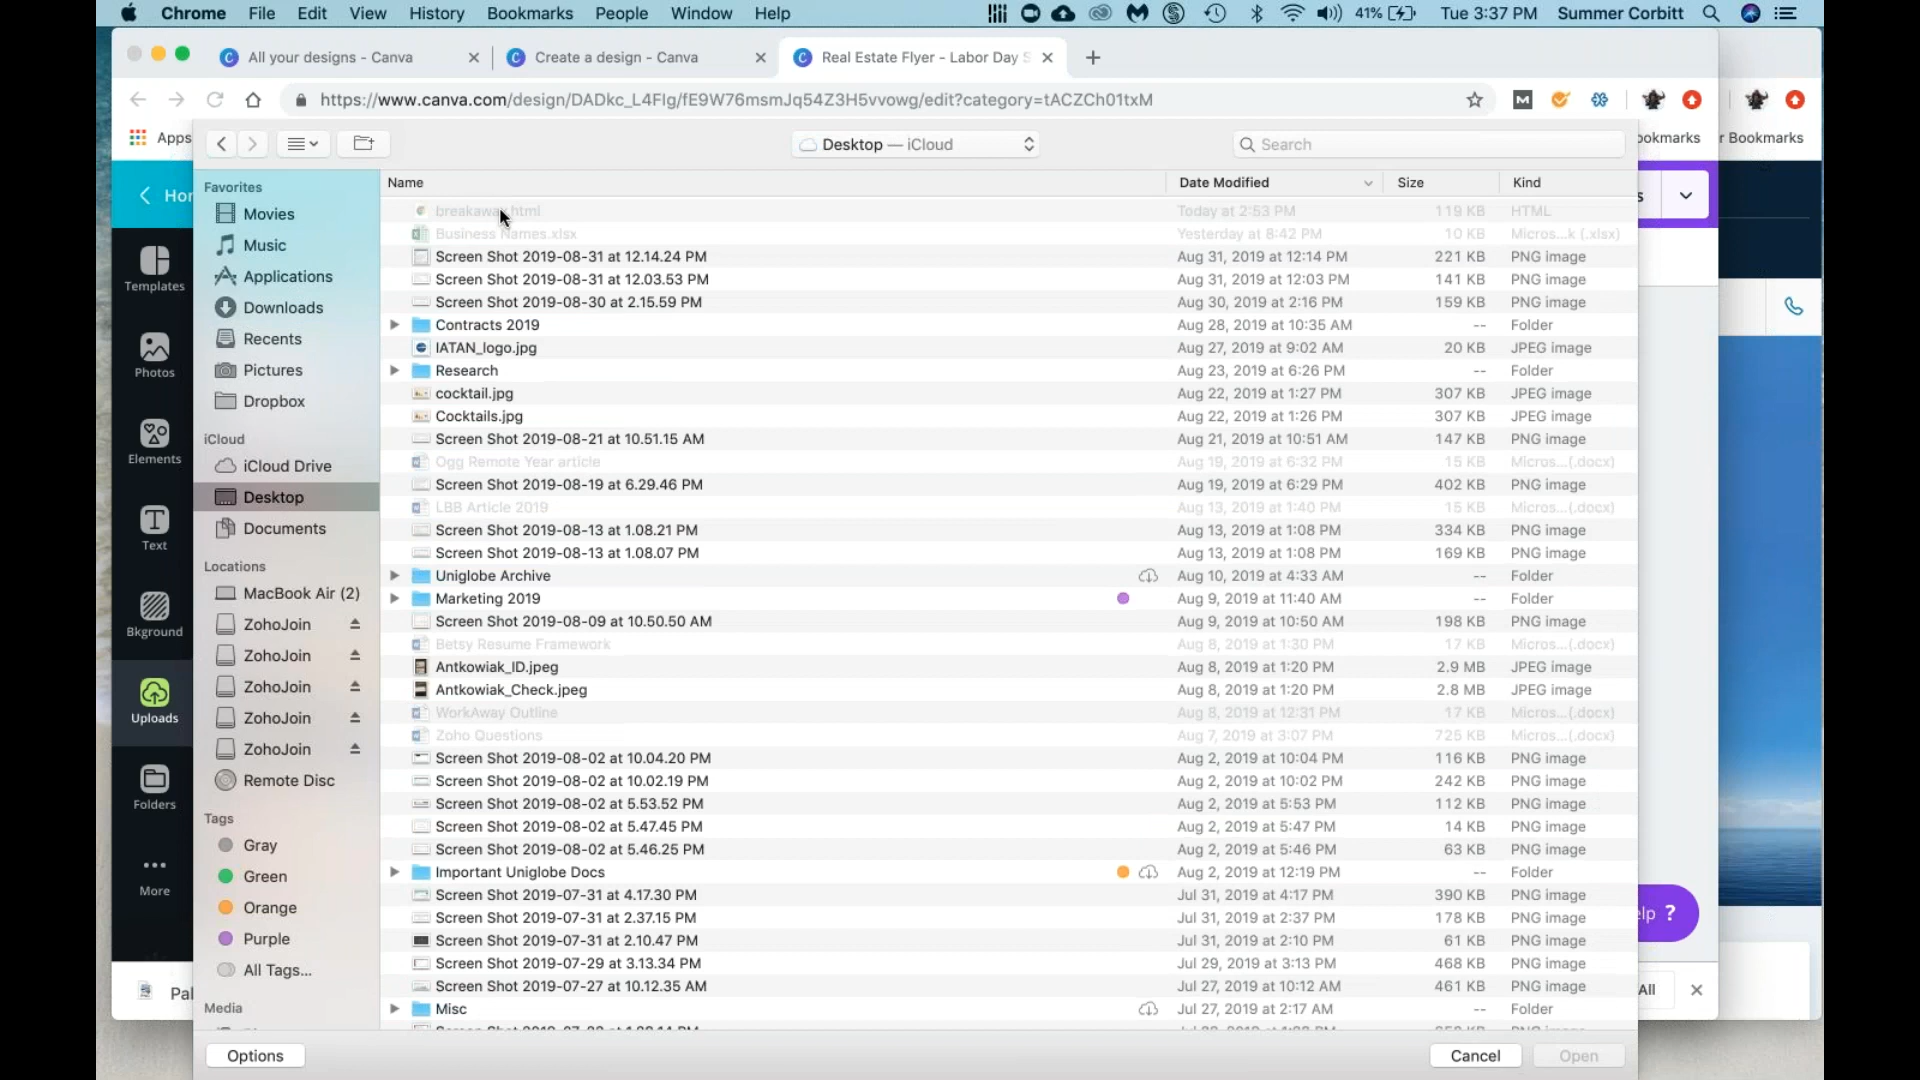 Chrome File Edit View History Bookmarks People Window Help 41% Tue 3:37 PM Summer Corbitt
All your designs - Canva Create a design - Canva Real Estate Flyer - Labor Day S
https://www.canva.com/design/DADkc_L4FIg/fE9W76msmJq54Z3H5vvowg/edit?category=tACZCh01txM
Apps Desktop — iCloud Search ookmarks r Bookmarks
Favorites Name Date Modified Size Kind
Hor s
Movies breakaway.html Today at 2:53 PM 119 KB HTML
Business Names.xlsx Yesterday at 8:42 PM 10 KB Micros...k (.xlsx)
Music Screen Shot 2019-08-31 at 12.14.24 PM Aug 31, 2019 at 12:14 PM 221 KB PNG image
Applications Screen Shot 2019-08-31 at 12.03.53 PM Aug 31, 2019 at 12:03 PM 141 KB PNG image
Templates
Downloads Screen Shot 2019-08-30 at 2.15.59 PM Aug 30, 2019 at 2:16 PM 159 KB PNG image
Contracts 2019 Aug 28, 2019 at 10:35 AM -- Folder
Recents IATAN_logo.jpg Aug 27, 2019 at 9:02 AM 20 KB JPEG image
Photos Pictures Research Aug 23, 2019 at 6:26 PM -- Folder
Dropbox cocktail.jpg Aug 22, 2019 at 1:27 PM 307 KB JPEG image
Cocktails.jpg Aug 22, 2019 at 1:26 PM 307 KB JPEG image
iCloud Screen Shot 2019-08-21 at 10.51.15 AM Aug 21, 2019 at 10:51 AM 147 KB PNG image
Elements iCloud Drive Ogg Remote Year article Aug 19, 2019 at 6:32 PM 15 KB Micros...(.docx)
Desktop Screen Shot 2019-08-19 at 6.29.46 PM Aug 19, 2019 at 6:29 PM 402 KB PNG image
LBB Article 2019 Aug 13, 2019 at 1:40 PM 15 KB Micros...(.docx)
Documents Screen Shot 2019-08-13 at 1.08.21 PM Aug 13, 2019 at 1:08 PM 334 KB PNG image
Text Screen Shot 2019-08-13 at 1.08.07 PM Aug 13, 2019 at 1:08 PM 169 KB PNG image
Locations Uniglobe Archive Aug 10, 2019 at 4:33 AM -- Folder
MacBook Air (2) Marketing 2019 Aug 9, 2019 at 11:40 AM -- Folder
Bkground ZohoJoin Screen Shot 2019-08-09 at 10.50.50 AM Aug 9, 2019 at 10:50 AM 198 KB PNG image
Betsy Resume Framework Aug 8, 2019 at 1:30 PM 17 KB Micros...(.docx)
ZohoJoin Antkowiak_ID.jpeg Aug 8, 2019 at 1:20 PM 2.9 MB JPEG image
ZohoJoin Antkowiak_Check.jpeg Aug 8, 2019 at 1:20 PM 2.8 MB JPEG image
Uploads ZohoJoin WorkAway Outline Aug 8, 2019 at 12:31 PM 17 KB Micros...(.docx)
ZohoJoin Zoho Questions Aug 7, 2019 at 3:07 PM 725 KB Micros...(.docx)
Screen Shot 2019-08-02 at 10.04.20 PM Aug 2, 2019 at 10:04 PM 116 KB PNG image
Remote Disc Screen Shot 2019-08-02 at 10.02.19 PM Aug 2, 2019 at 10:02 PM 242 KB PNG image
Folders Screen Shot 2019-08-02 at 5.53.52 PM Aug 2, 2019 at 5:53 PM 112 KB PNG image
Tags Screen Shot 2019-08-02 at 5.47.45 PM Aug 2, 2019 at 5:47 PM 14 KB PNG image
Gray Screen Shot 2019-08-02 at 5.46.25 PM Aug 2, 2019 at 5:46 PM 63 KB PNG image
Green Important Uniglobe Docs Aug 2, 2019 at 12:19 PM -- Folder
More Screen Shot 2019-07-31 at 4.17.30 PM Jul 31, 2019 at 4:17 PM 390 KB PNG image
Orange Screen Shot 2019-07-31 at 2.37.15 PM Jul 31, 2019 at 2:37 PM 178 KB PNG image elp ?
Purple Screen Shot 2019-07-31 at 2.10.47 PM Jul 31, 2019 at 2:10 PM 61 KB PNG image
All Tags... Screen Shot 2019-07-29 at 3.13.34 PM Jul 29, 2019 at 3:13 PM 468 KB PNG image
Pal Screen Shot 2019-07-27 at 10.12.35 AM Jul 27, 2019 at 10:12 AM 461 KB PNG image All
Media Misc Jul 27, 2019 at 2:17 AM -- Folder
Options Cancel Open